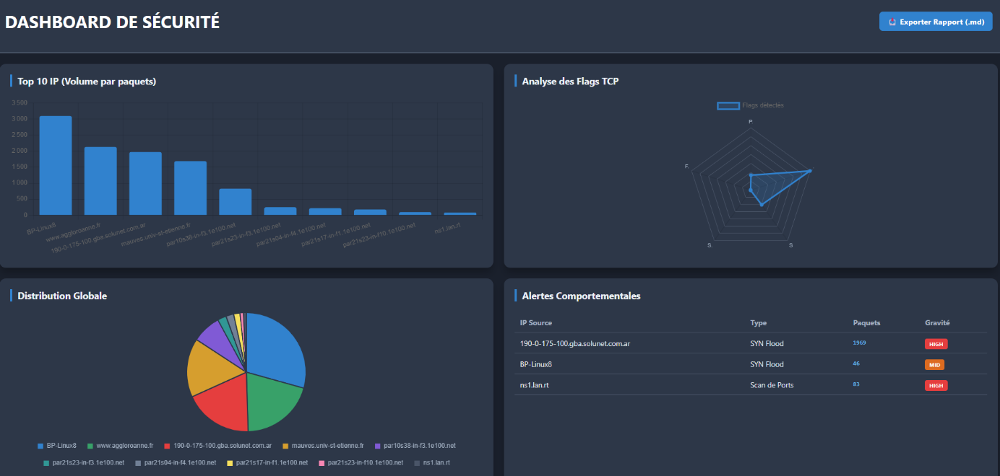 DASHBOARD DE SÉCURITÉ
Exporter Rapport (.md)
Top 10 IP (Volume par paquets)
3 500
3 000
2 500
2 000
1 500
1 000
500
0
BP-Linux8
www.aggloroanne.fr
190-0-175-100.gba.solunet.com.ar
mauves.univ-st-etienne.fr
par10s38-in-f3.1e100.net
par21s23-in-f3.1e100.net
par21s04-in-f4.1e100.net
par21s17-in-f1.1e100.net
par21s23-in-f10.1e100.net
ns1.lan.rt
Analyse des Flags TCP
Flags détectés
P.
.
S
S.
F.
Distribution Globale
BP-Linux8 www.aggloroanne.fr 190-0-175-100.gba.solunet.com.ar mauves.univ-st-etienne.fr par10s38-in-f3.1e100.net
par21s23-in-f3.1e100.net par21s04-in-f4.1e100.net par21s17-in-f1.1e100.net par21s23-in-f10.1e100.net ns1.lan.rt
Alertes Comportementales
IP Source Type Paquets Gravité
190-0-175-100.gba.solunet.com.ar SYN Flood 1969 HIGH
BP-Linux8 SYN Flood 46 MID
ns1.lan.rt Scan de Ports 83 HIGH